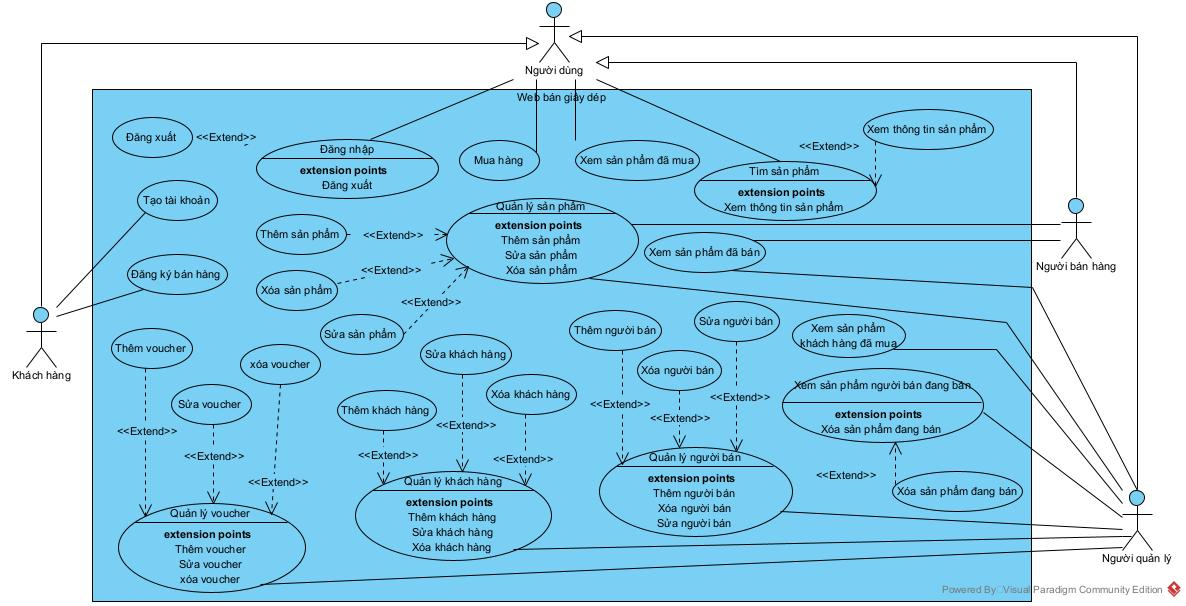 Người dùng
Web bán giày dép
Đăng xuất
<<Extend>>
Đăng nhập
extension points
Đăng xuất
Mua hàng
Xem sản phẩm đã mua
<<Extend>>
Xem thông tin sản phẩm
Tìm sản phẩm
extension points
Xem thông tin sản phẩm
Tạo tài khoản
Thêm sản phẩm
<<Extend>>
Quản lý sản phẩm
extension points
Thêm sản phẩm
Sửa sản phẩm
Xóa sản phẩm
Xem sản phẩm đã bán
Người bán hàng
Đăng ký bán hàng
Xóa sản phẩm
<<Extend>>
Sửa sản phẩm
<<Extend>>
Khách hàng
Thêm voucher
xóa voucher
Sửa voucher
Sửa khách hàng
Xóa khách hàng
Thêm khách hàng
Thêm người bán
Sửa người bán
Xóa người bán
Xem sản phẩm
khách hàng đã mua
Xem sản phẩm người bán đang bán
extension points
Xóa sản phẩm đang bán
<<Extend>>
<<Extend>>
<<Extend>>
<<Extend>>
<<Extend>>
<<Extend>>
<<Extend>>
<<Extend>>
<<Extend>>
<<Extend>>
Xóa sản phẩm đang bán
Quản lý voucher
extension points
Thêm voucher
Sửa voucher
xóa voucher
Quản lý khách hàng
extension points
Thêm khách hàng
Sửa khách hàng
Xóa khách hàng
Quản lý người bán
extension points
Thêm người bán
Xóa người bán
Sửa người bán
Người quản lý
Powered By Visual Paradigm Community Edition